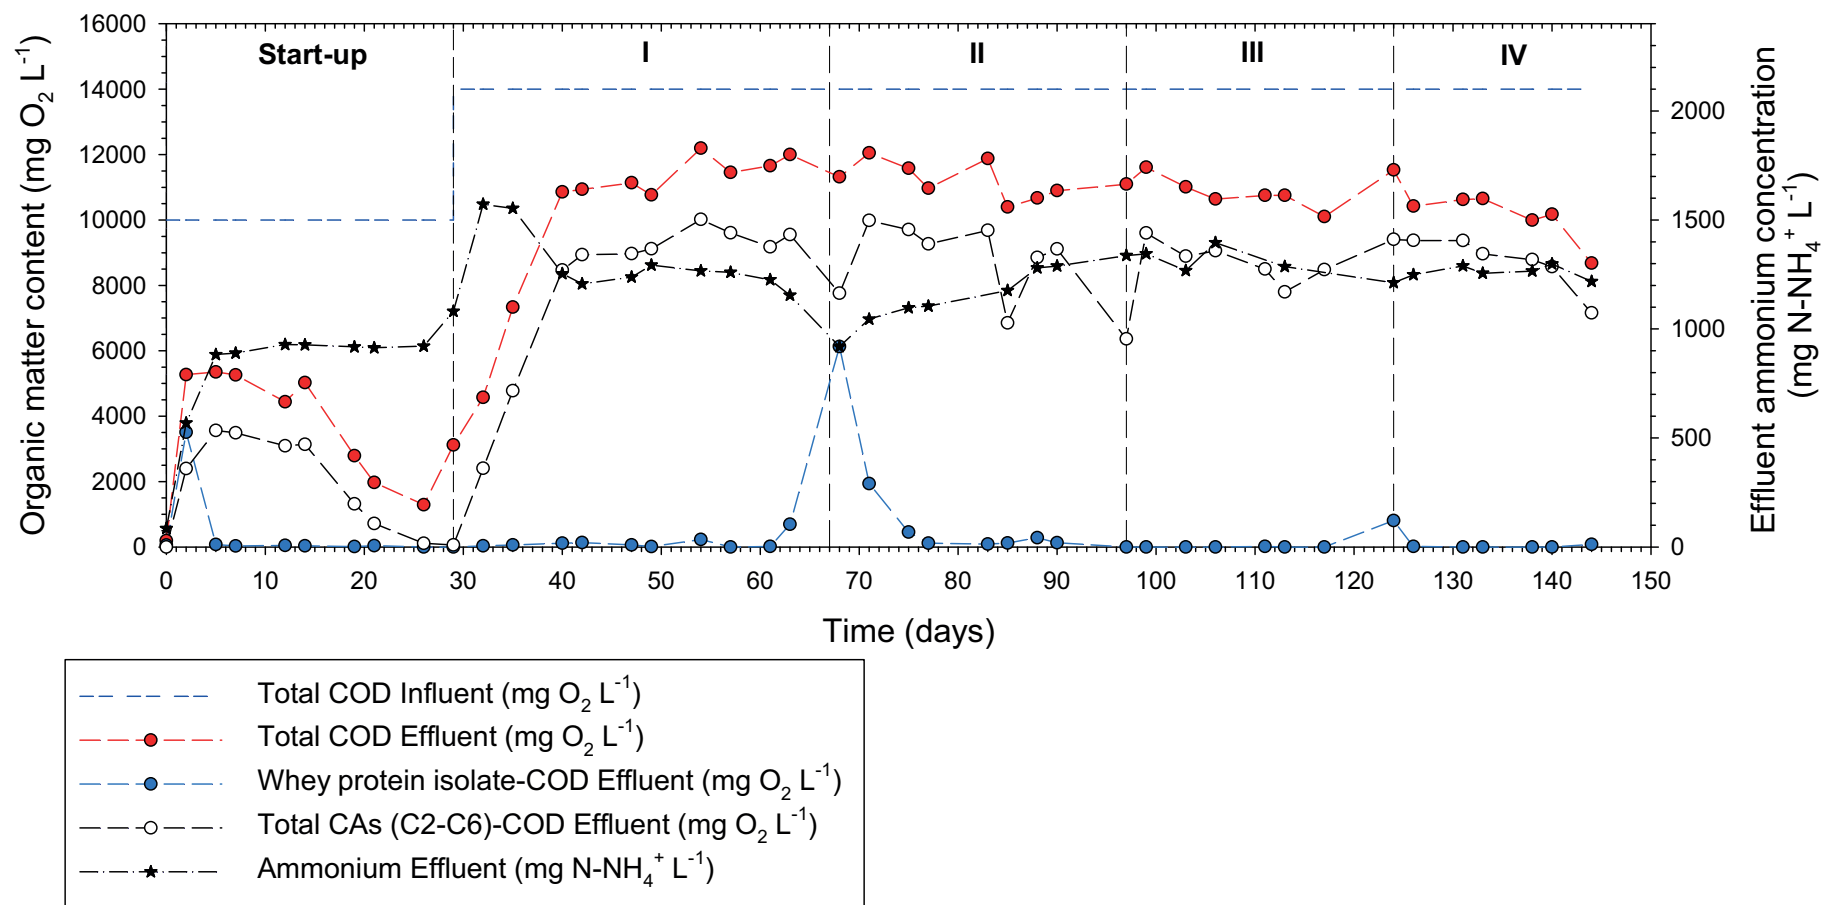 Organic matter content (mg O2 L-1)
16000
14000
12000
10000
8000
6000
4000
2000
0
Start-up
I
II
III
IV
2000
1500
1000
500
0
Effluent ammonium concentration
(mg N-NH4+ L-1)
0 10 20 30 40 50 60 70 80 90 100 110 120 130 140 150
Time (days)
Total COD Influent (mg O2 L-1)
Total COD Effluent (mg O2 L-1)
Whey protein isolate-COD Effluent (mg O2 L-1)
Total CAs (C2-C6)-COD Effluent (mg O2 L-1)
Ammonium Effluent (mg N-NH4+ L-1)